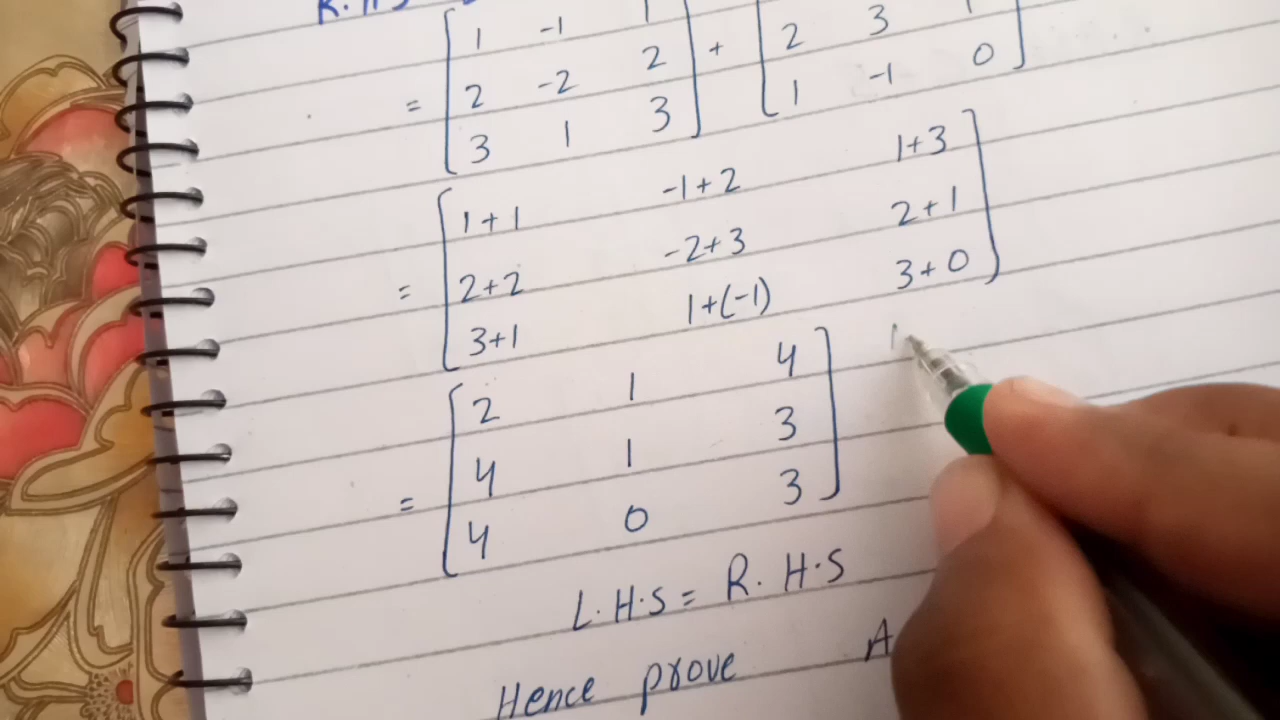 R.H.S =
= [ 1 -1 1 ] + [
2 -2 2 2 3 1
3 1 3 1 -1 0 ]
= [ 1+1 -1+2 1+3 ]
2+2 -2+3 2+1
3+1 1+(-1) 3+0
= [ 2 1 4 ]
4 1 3
4 0 3
L.H.S = R.H.S
Hence prove A